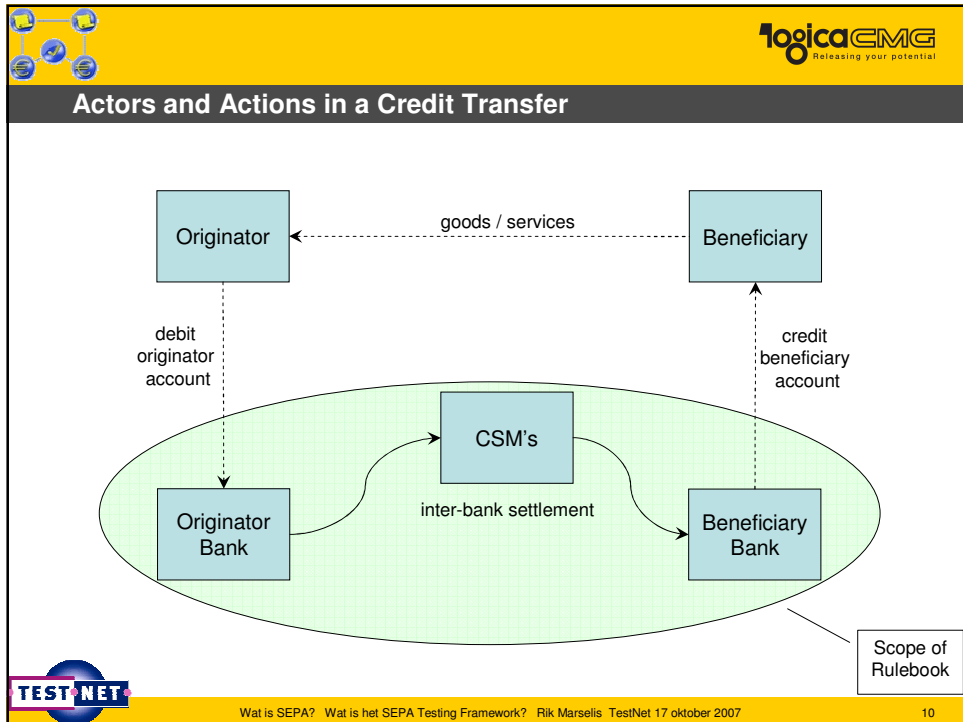 logicaCMG
Releasing your potential
Actors and Actions in a Credit Transfer
Originator
goods / services
Beneficiary
debit
originator
account
credit
beneficiary
account
CSM's
inter-bank settlement
Originator
Bank
Beneficiary
Bank
Scope of
Rulebook
TEST NET
Wat is SEPA? Wat is het SEPA Testing Framework? Rik Marselis TestNet 17 oktober 2007
10